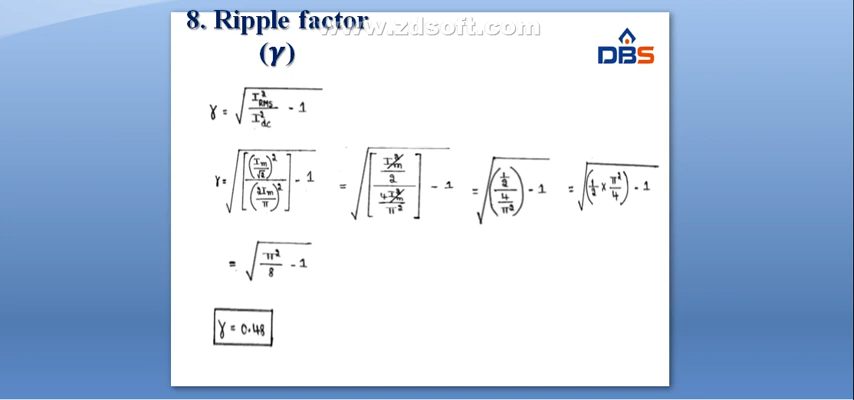 8. Ripple factor
(γ)
www.zdsoft.com
DBS
γ = √(I²RMS / I²dc - 1)
γ = √([(Im/√2)² / (2Im/π)²] - 1) = √([I²m/2 / 4I²m/π²] - 1) = √((1/2 / 4/π²) - 1) = √((1/2 × π²/4) - 1)
= √(π²/8 - 1)
γ = 0.48